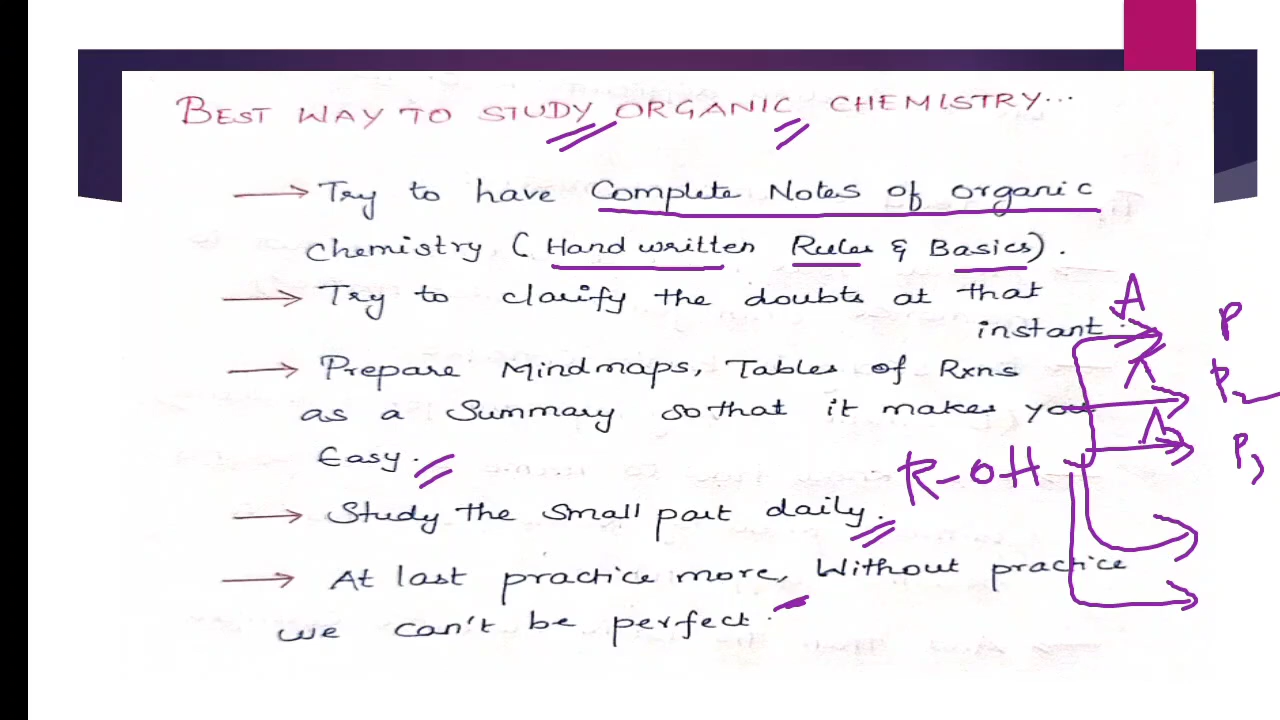 BEST WAY TO STUDY ORGANIC CHEMISTRY...
→ Try to have Complete Notes of organic
chemistry (Hand written Rules & Basics).
→ Try to clarify the doubts at that
instant.
→ Prepare Mindmaps, Tables of Rxns
as a Summary so that it makes you
Easy.
→ Study the small part daily.
→ At last practice more, Without practice
we can't be perfect.
A
P
P2
P3
R-OH